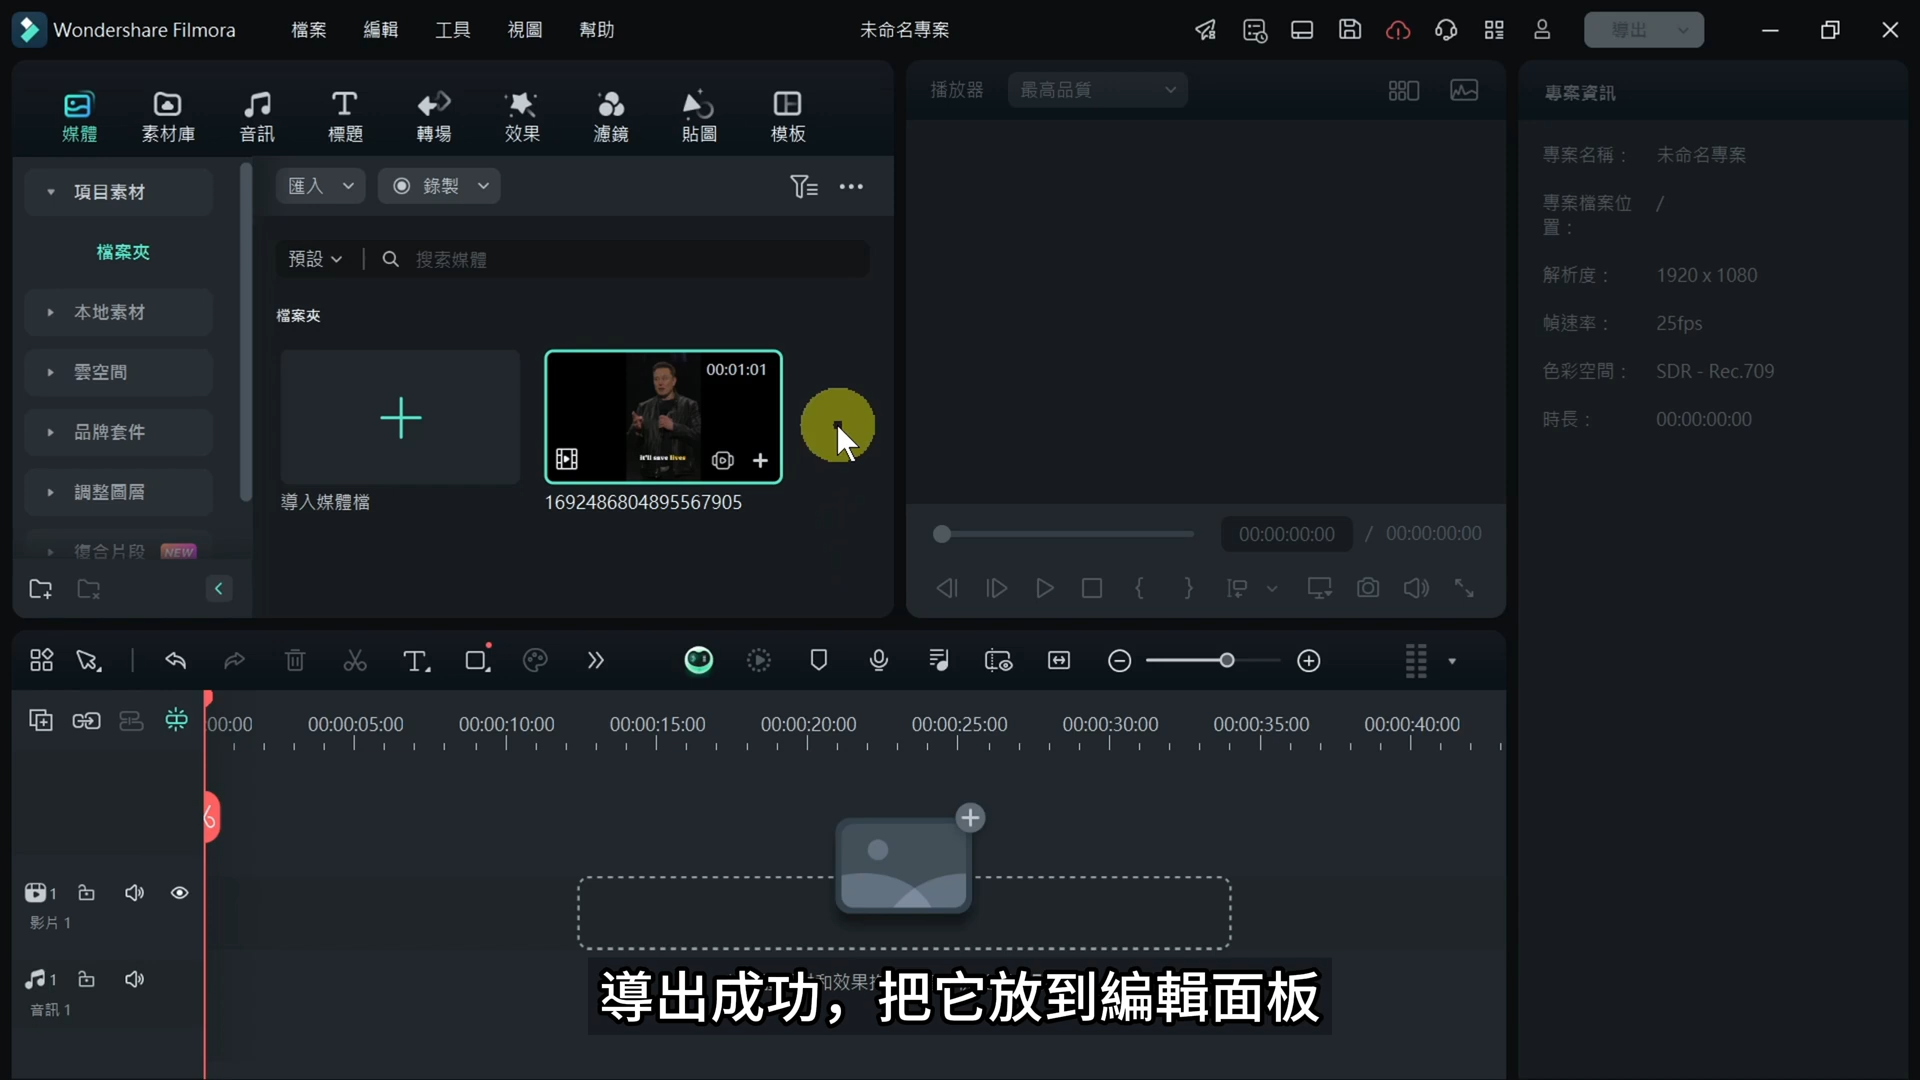 Wondershare Filmora
檔案
編輯
工具
視圖
幫助
未命名專案
導出
媒體
素材庫
音訊
標題
轉場
效果
濾鏡
貼圖
模板
播放器
最高品質
專案資訊
項目素材
匯入
錄製
檔案夾
預設
搜索媒體
本地素材
雲空間
品牌套件
調整圖層
復合片段
NEW
檔案夾
00:01:01
it'll save lives
導入媒體檔
1692486804895567905
專案名稱：
未命名專案
專案檔案位置：
/
解析度：
1920 x 1080
幀速率：
25fps
色彩空間：
SDR - Rec.709
時長：
00:00:00:00
00:00:00:00
/
00:00:00:00
00:00
00:00:05:00
00:00:10:00
00:00:15:00
00:00:20:00
00:00:25:00
00:00:30:00
00:00:35:00
00:00:40:00
1
影片 1
1
音訊 1
和效果
導出成功，把它放到編輯面板